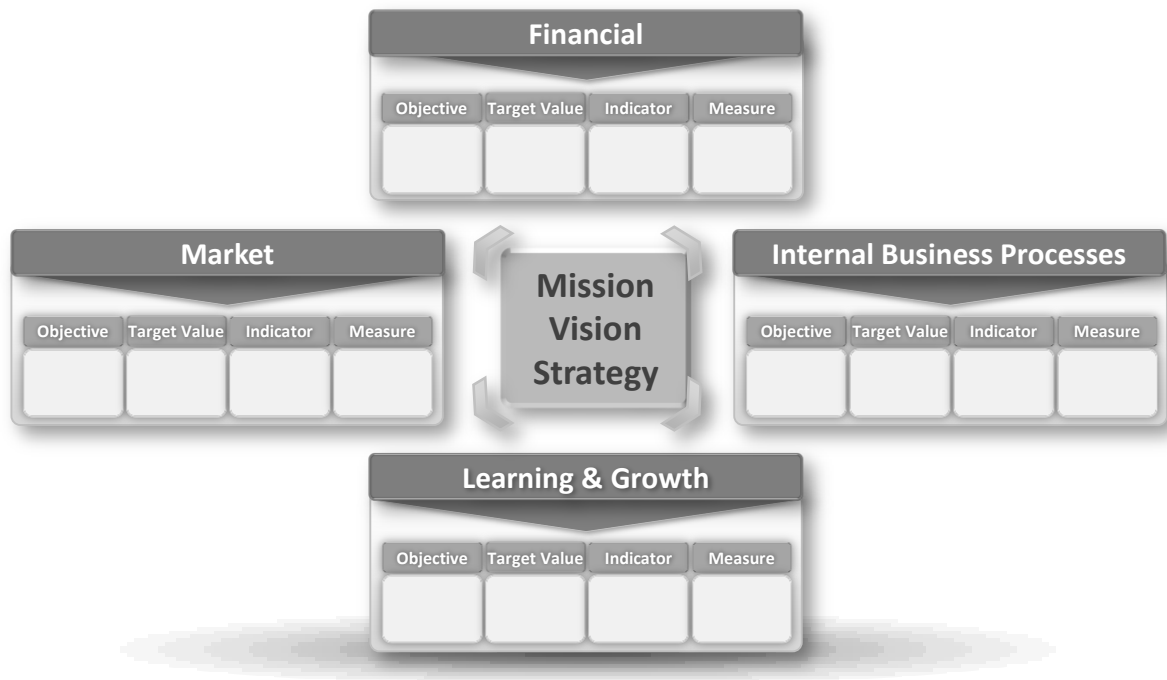 Financial
Objective Target Value Indicator Measure
Market
Objective Target Value Indicator Measure
Mission
Vision
Strategy
Internal Business Processes
Objective Target Value Indicator Measure
Learning & Growth
Objective Target Value Indicator Measure